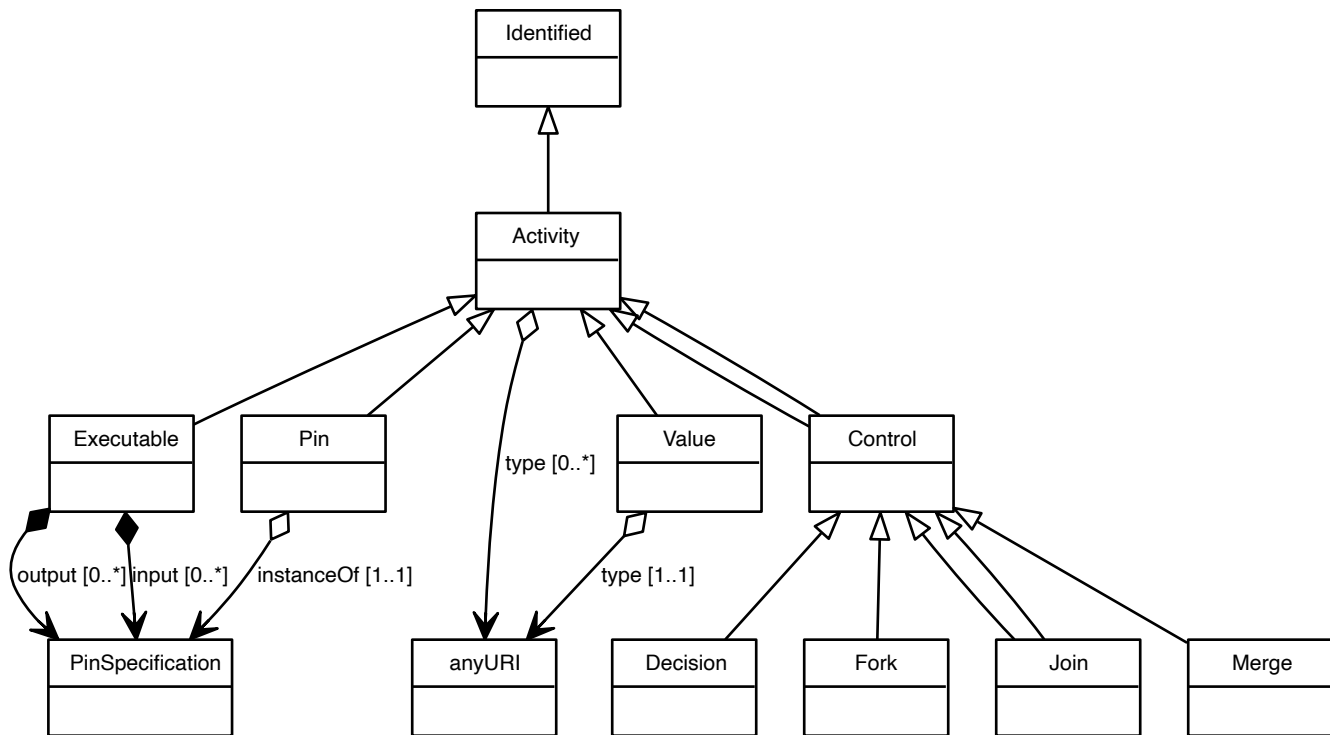 Identified
Activity
Executable
Pin
Value
Control
type [0..*]
output [0..*]
input [0..*]
instanceOf [1..1]
type [1..1]
PinSpecification
anyURI
Decision
Fork
Join
Merge